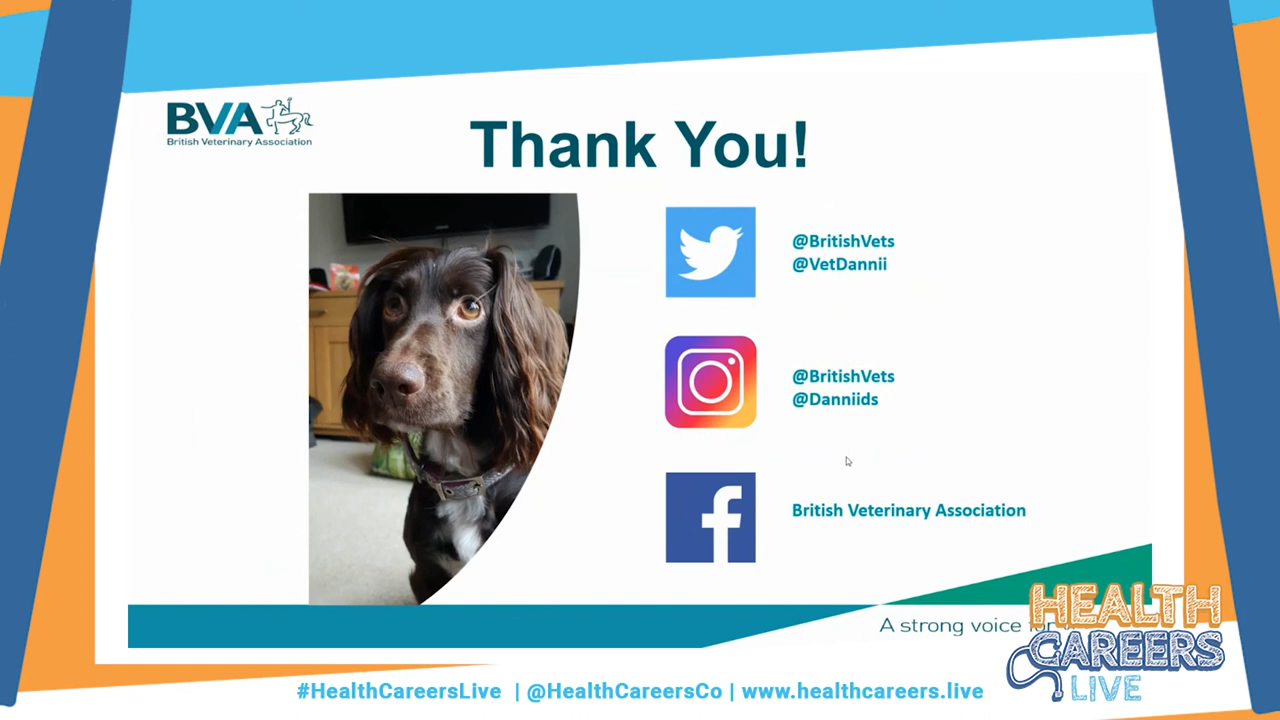 BVA
British Veterinary Association
Thank You!
@BritishVets
@VetDannii
@BritishVets
@Danniids
British Veterinary Association
A strong voice for
HEALTH
CAREERS
LIVE
#HealthCareersLive | @HealthCareersCo | www.healthcareers.live